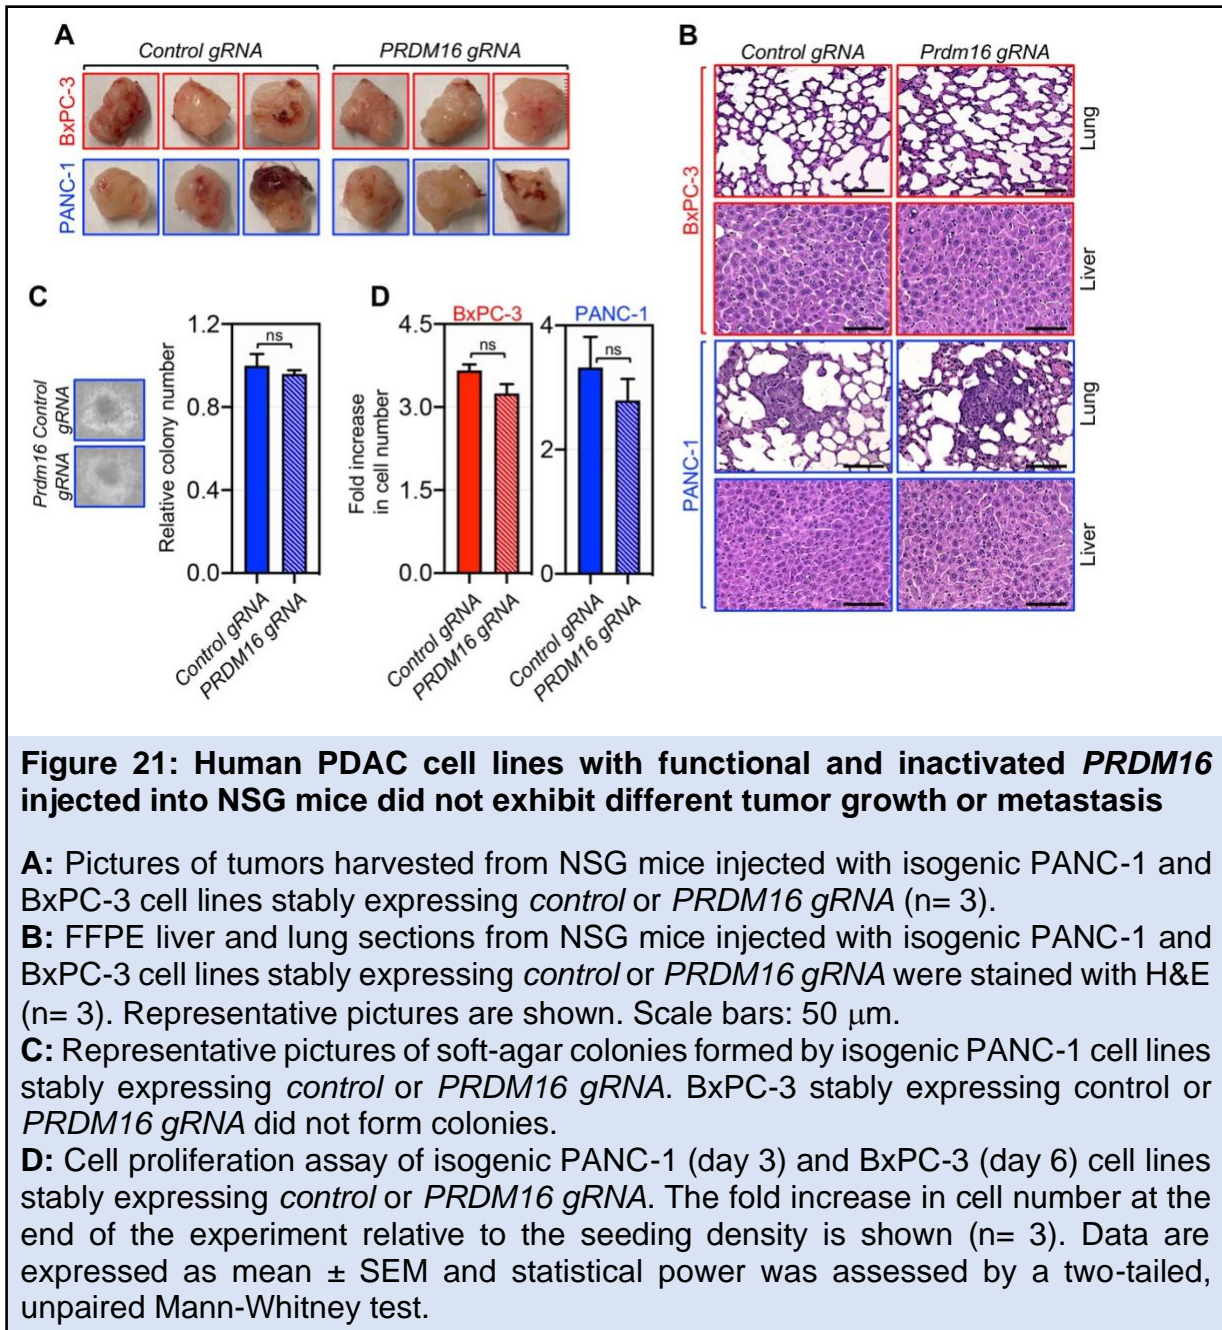 A
Control gRNA
PRDM16 gRNA
BxPC-3
PANC-1
B
Control gRNA
Prdm16 gRNA
BxPC-3
Lung
Liver
PANC-1
Lung
Liver
C
Prdm16 Control
gRNA gRNA
Relative colony number
1.2
0.8
0.4
0.0
ns
Control gRNA
PRDM16 gRNA
D
BxPC-3
Fold increase
in cell number
4.5
3.0
1.5
0.0
ns
Control gRNA
PRDM16 gRNA
PANC-1
4
2
0
ns
Control gRNA
PRDM16 gRNA
Figure 21: Human PDAC cell lines with functional and inactivated PRDM16
injected into NSG mice did not exhibit different tumor growth or metastasis
A: Pictures of tumors harvested from NSG mice injected with isogenic PANC-1 and
BxPC-3 cell lines stably expressing control or PRDM16 gRNA (n= 3).
B: FFPE liver and lung sections from NSG mice injected with isogenic PANC-1 and
BxPC-3 cell lines stably expressing control or PRDM16 gRNA were stained with H&E
(n= 3). Representative pictures are shown. Scale bars: 50 μm.
C: Representative pictures of soft-agar colonies formed by isogenic PANC-1 cell lines
stably expressing control or PRDM16 gRNA. BxPC-3 stably expressing control or
PRDM16 gRNA did not form colonies.
D: Cell proliferation assay of isogenic PANC-1 (day 3) and BxPC-3 (day 6) cell lines
stably expressing control or PRDM16 gRNA. The fold increase in cell number at the
end of the experiment relative to the seeding density is shown (n= 3). Data are
expressed as mean ± SEM and statistical power was assessed by a two-tailed,
unpaired Mann-Whitney test.